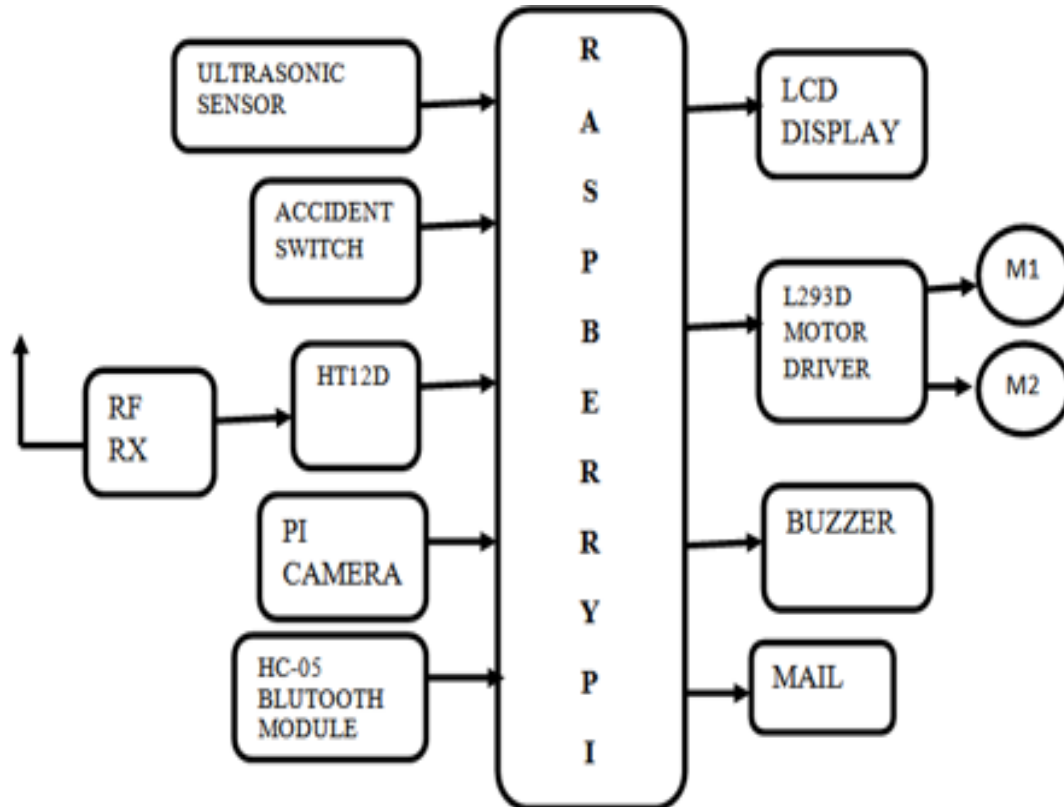 ULTRASONIC
SENSOR
ACCIDENT
SWITCH
RF
RX
HT12D
PI
CAMERA
HC-05
BLUTOOTH
MODULE
R
A
S
P
B
E
R
R
Y
P
I
LCD
DISPLAY
L293D
MOTOR
DRIVER
M1
M2
BUZZER
MAIL